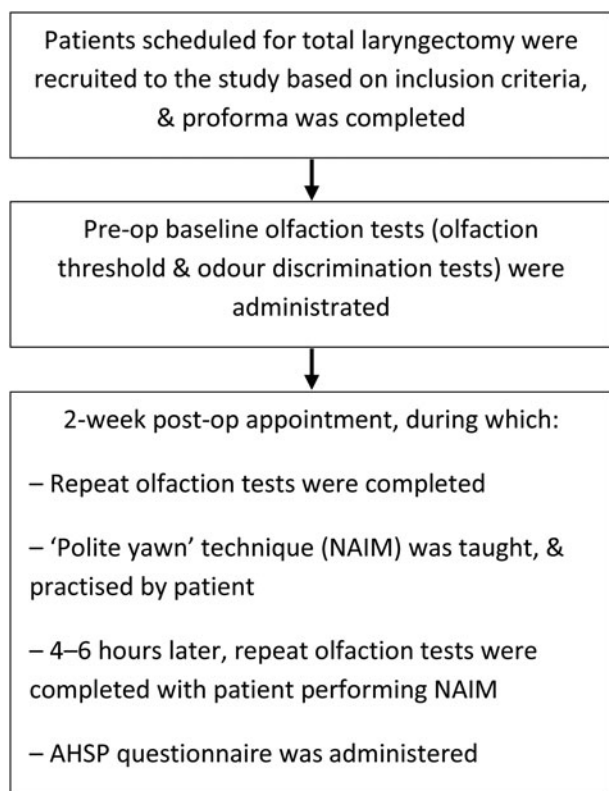 Patients scheduled for total laryngectomy were
recruited to the study based on inclusion criteria,
& proforma was completed
Pre-op baseline olfaction tests (olfaction
threshold & odour discrimination tests) were
administrated
2-week post-op appointment, during which:
– Repeat olfaction tests were completed
– ‘Polite yawn’ technique (NAIM) was taught, &
practised by patient
– 4–6 hours later, repeat olfaction tests were
completed with patient performing NAIM
– AHSP questionnaire was administered